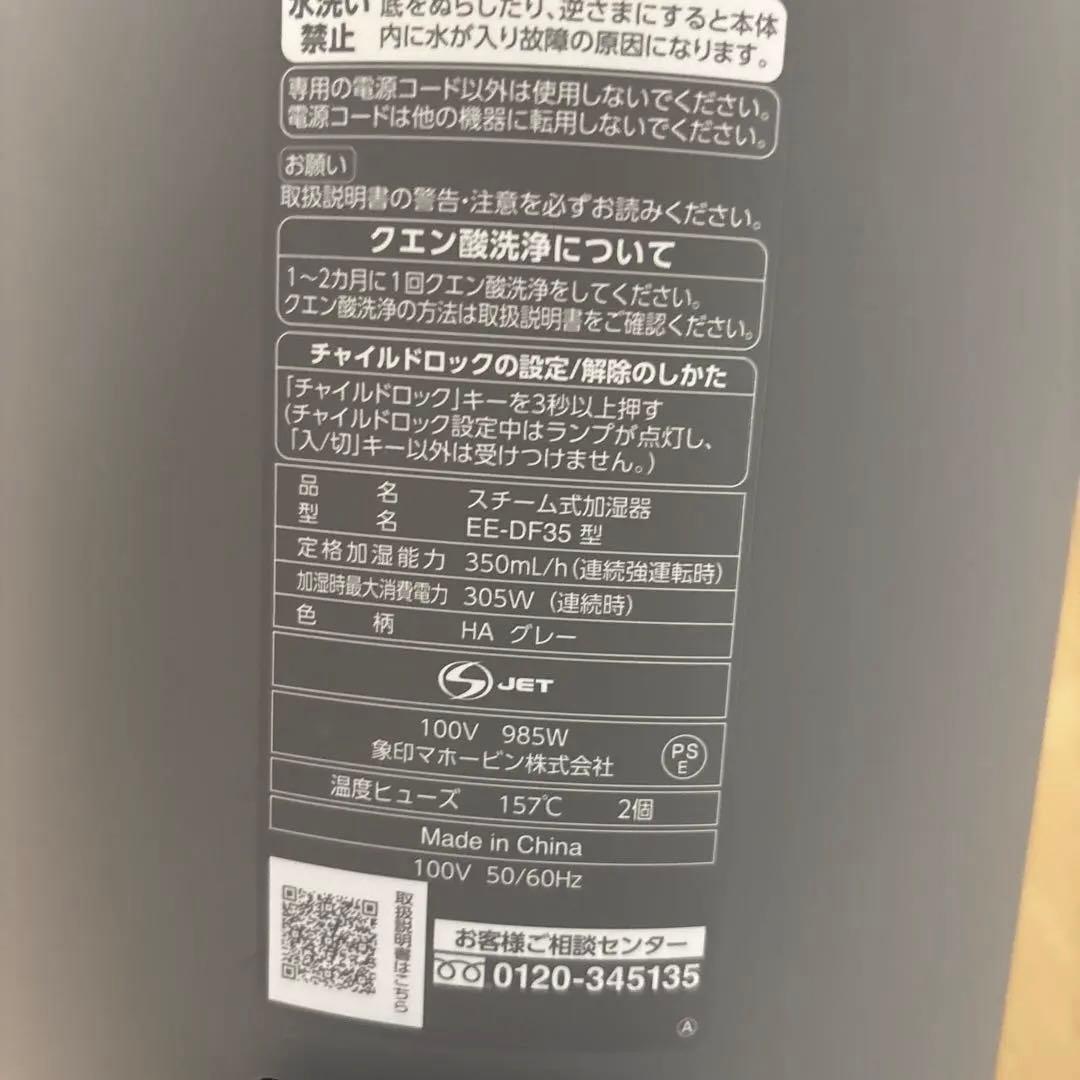 水洗い 底をぬらしたり、逆さまにすると本体
禁止 内に水が入り故障の原因になります。
専用の電源コード以外は使用しないでください。
電源コードは他の機器に転用しないでください。
お願い
取扱説明書の警告・注意を必ずお読みください。
クエン酸洗浄について
1～2カ月に1回クエン酸洗浄をしてください。
クエン酸洗浄の方法は取扱説明書をご確認ください。
チャイルドロックの設定/解除のしかた
「チャイルドロック」キーを3秒以上押す
(チャイルドロック設定中はランプが点灯し、
「入/切」キー以外は受けつけません。)
品名 スチーム式加湿器
型名 EE-DF35 型
定格加湿能力 350mL/h (連続強運転時)
加湿時最大消費電力 305W (連続時)
色柄 HA グレー
JET
100V 985W
象印マホービン株式会社
PS
E
温度ヒューズ 157℃ 2個
Made in China
100V 50/60Hz
取扱説明書はこちら
お客様ご相談センター
0120-345135
A